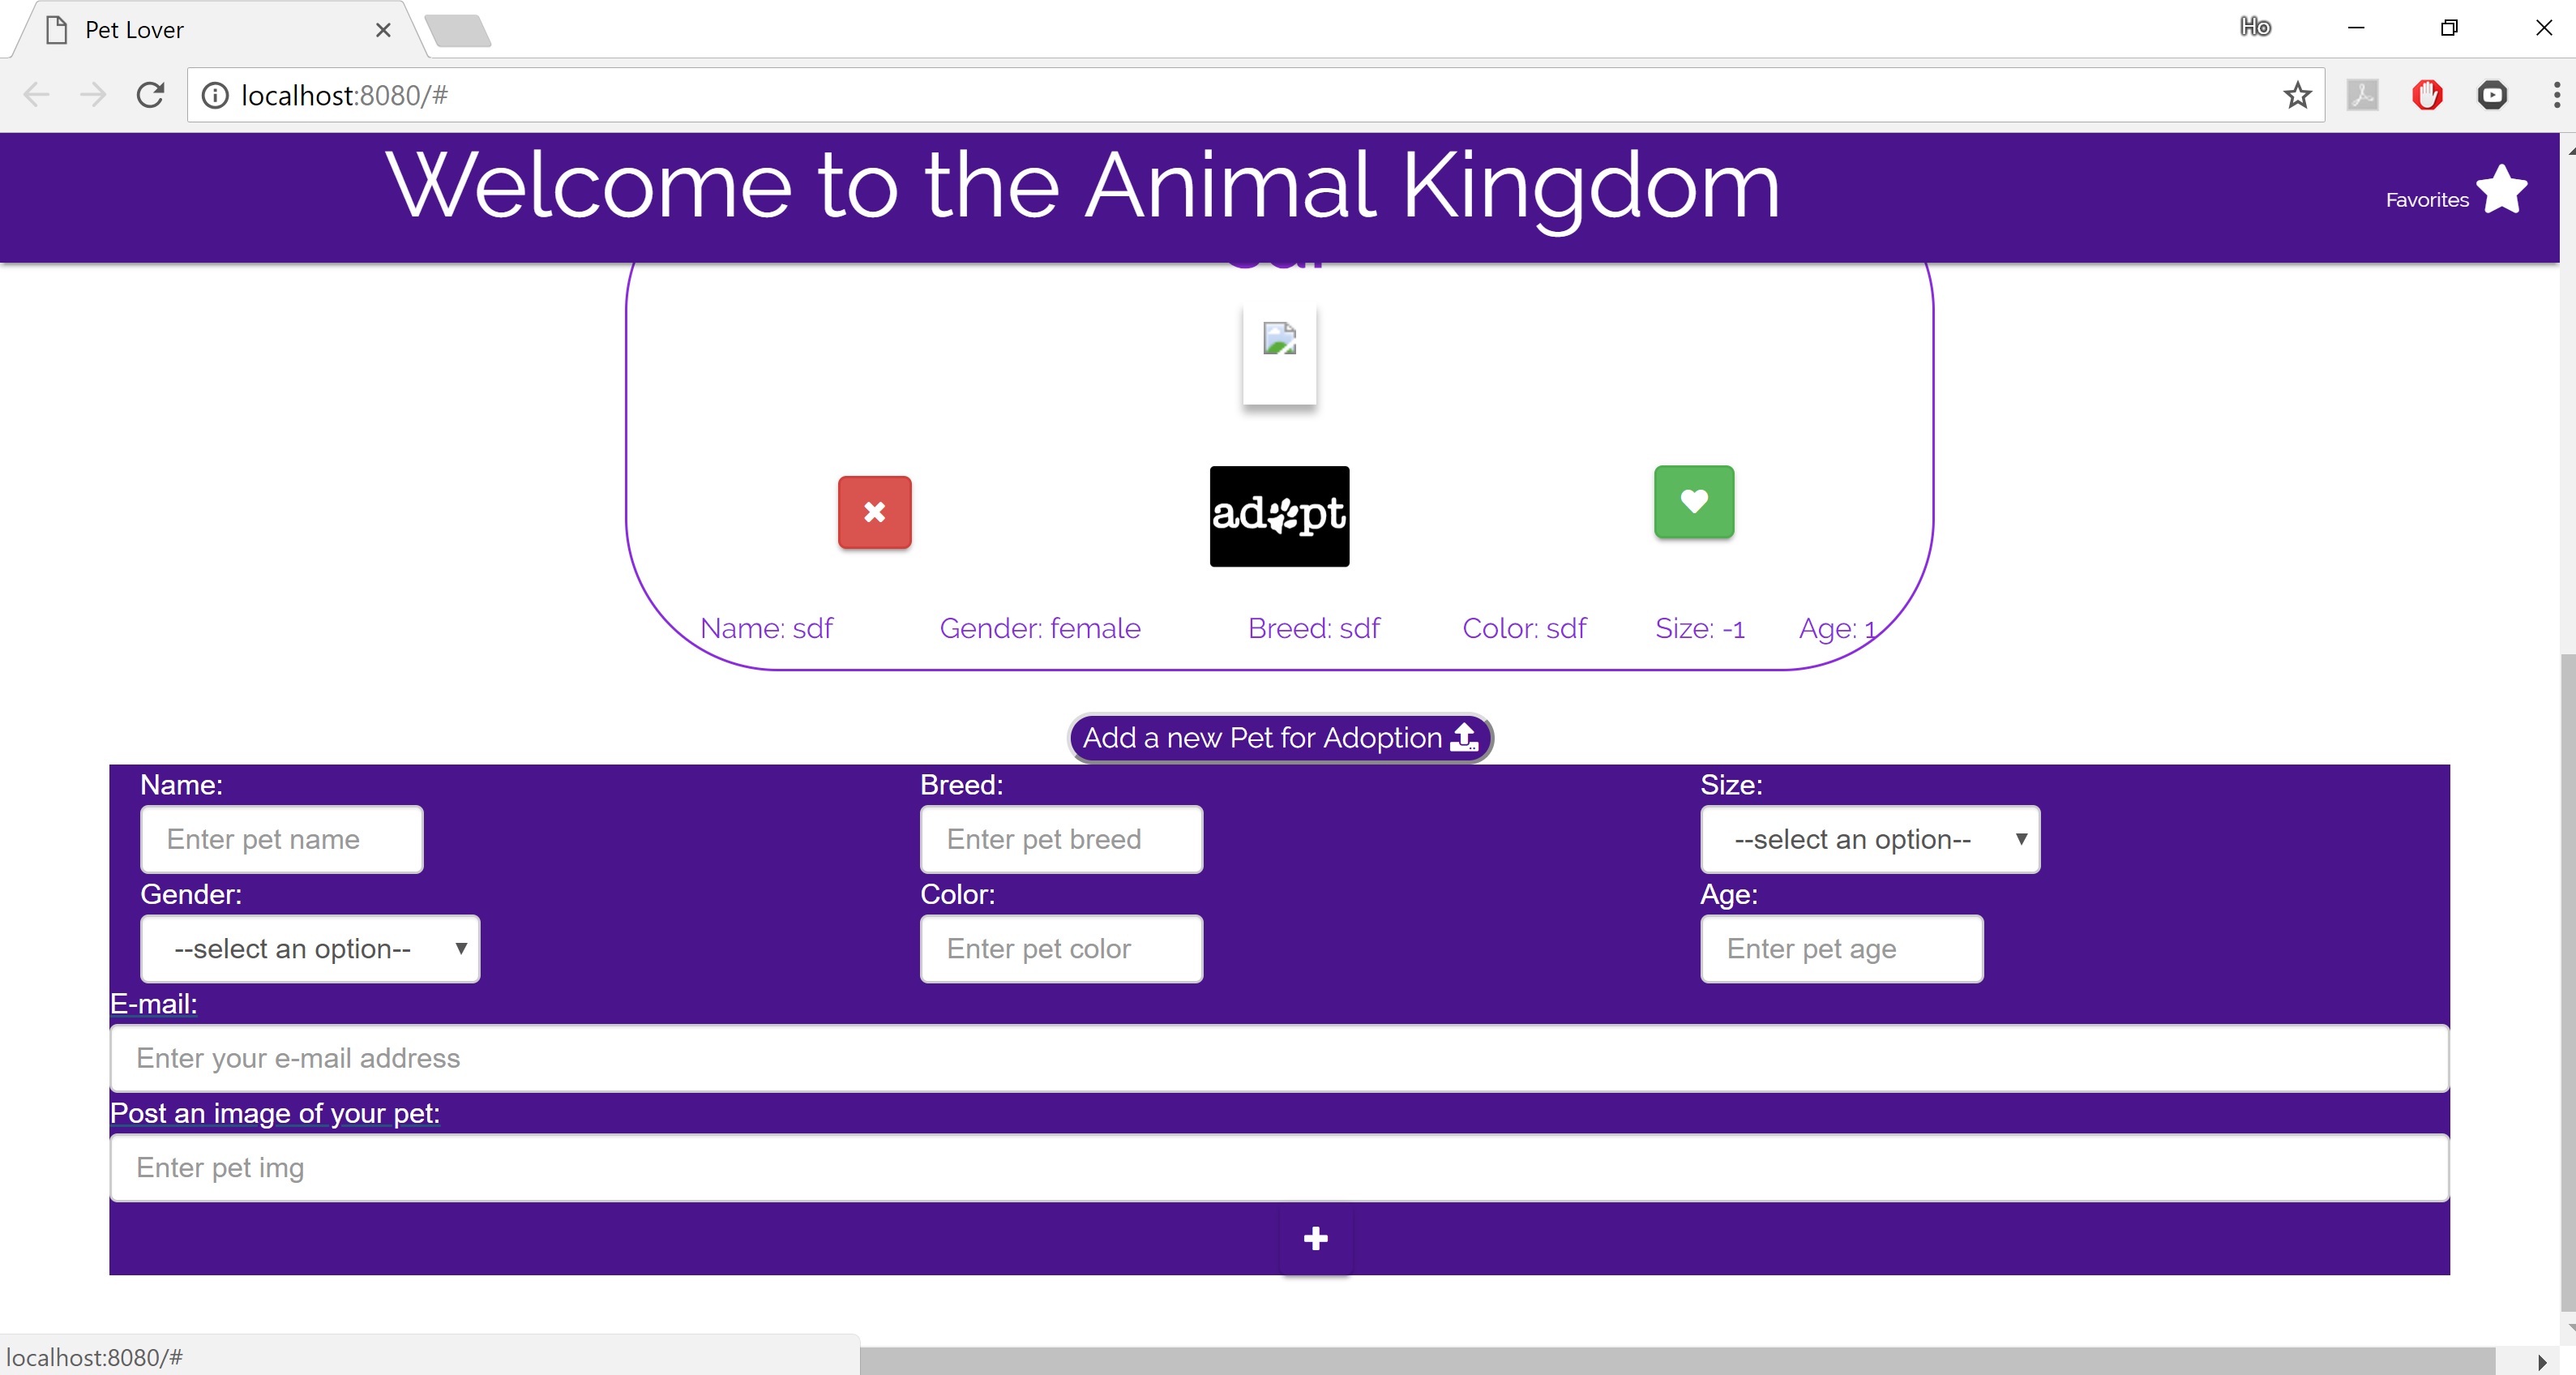 Pet Lover
Ho
localhost:8080/#
Welcome to the Animal Kingdom
Favorites
adopt
Name: sdf Gender: female Breed: sdf Color: sdf Size: -1 Age: 1
Add a new Pet for Adoption
Name: Breed: Size:
Enter pet name Enter pet breed --select an option--
Gender: Color: Age:
--select an option-- Enter pet color Enter pet age
E-mail:
Enter your e-mail address
Post an image of your pet:
Enter pet img
localhost:8080/#